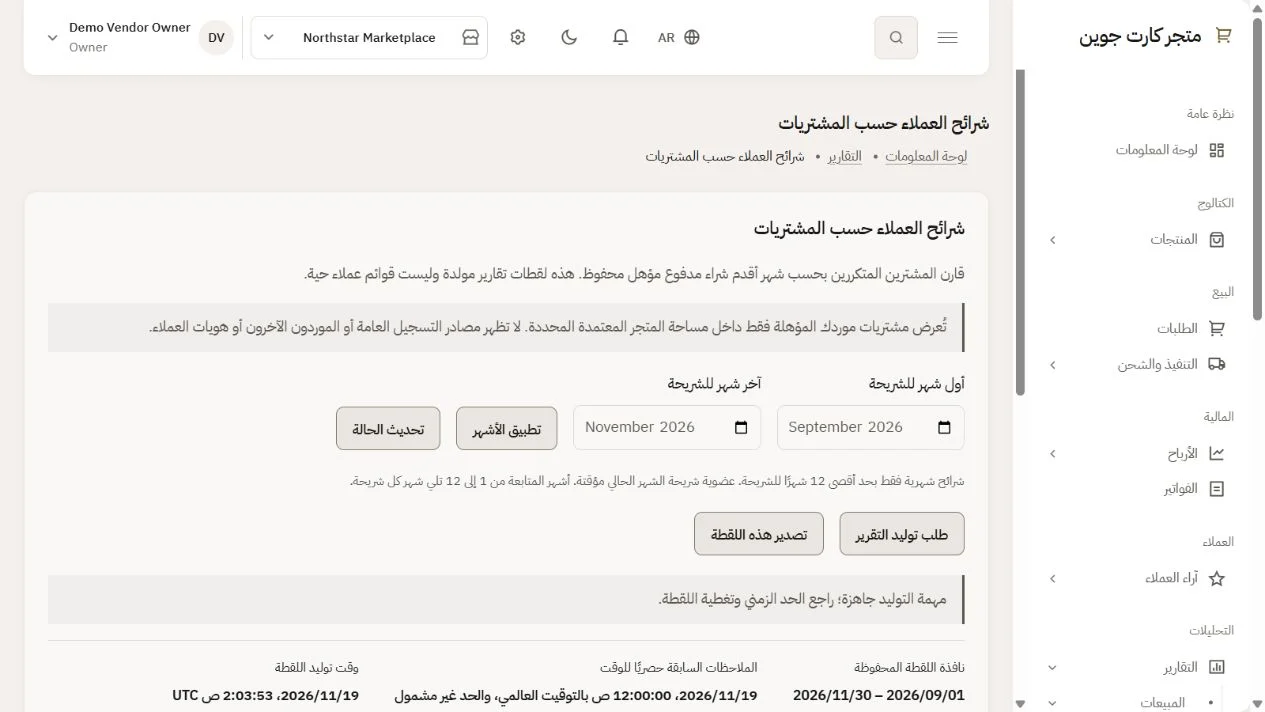 متجر كارت جوين
نظرة عامة
لوحة المعلومات
الكتالوج
المنتجات
البيع
الطلبات
التنفيذ والشحن
المالية
الأرباح
الفواتير
العملاء
آراء العملاء
التحليلات
التقارير
المبيعات
AR
Northstar Marketplace
DV
Demo Vendor Owner
Owner
شرائح العملاء حسب المشتريات
لوحة المعلومات • التقارير • شرائح العملاء حسب المشتريات
شرائح العملاء حسب المشتريات
قارن المشترين المتكررين بحسب شهر أقدم شراء مدفوع مؤهل محفوظ. هذه لقطات تقارير مولدة وليست قوائم عملاء حية.
تُعرض مشتريات موردك المؤهلة فقط داخل مساحة المتجر المعتمدة المحددة. لا تظهر مصادر التسجيل العامة أو الموردون الآخرون أو هويات العملاء.
أول شهر للشريحة
September 2026
آخر شهر للشريحة
November 2026
تطبيق الأشهر
تحديث الحالة
شرائح شهرية فقط بحد أقصى 12 شهرًا للشريحة. عضوية شريحة الشهر الحالي مؤقتة. أشهر المتابعة من 1 إلى 12 تلي شهر كل شريحة.
طلب توليد التقرير
تصدير هذه اللقطة
مهمة التوليد جاهزة؛ راجع الحد الزمني وتغطية اللقطة.
نافذة اللقطة المحفوظة
2026/09/01 – 2026/11/30
الملاحظات السابقة حصريًا للوقت
2026/11/19، 12:00:00 ص بالتوقيت العالمي، والحد غير مشمول
وقت توليد اللقطة
2026/11/19، 2:03:53 ص UTC